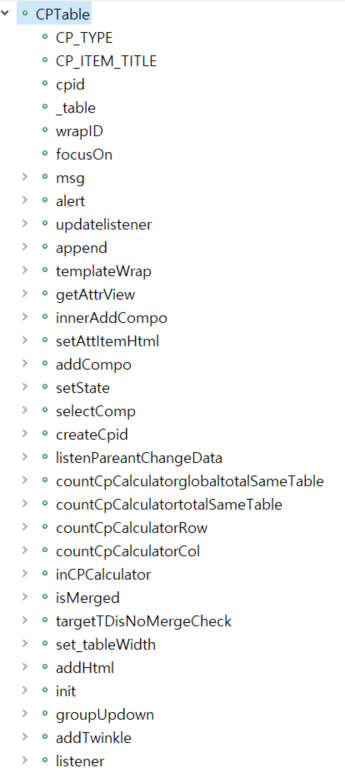 CPTable
CP_TYPE
CP_ITEM_TITLE
cpid
_table
wrapID
focusOn
msg
alert
updatelistener
append
templateWrap
getAttrView
innerAddCompo
setAttItemHtml
addCompo
setState
selectComp
createCpid
listenPareantChangeData
countCpCalculatorglobaltotalSameTable
countCpCalculatortotalSameTable
countCpCalculatorRow
countCpCalculatorCol
inCPCalculator
isMerged
targetTDisNoMergeCheck
set_tableWidth
addHtml
init
groupUpdown
addTwinkle
listener